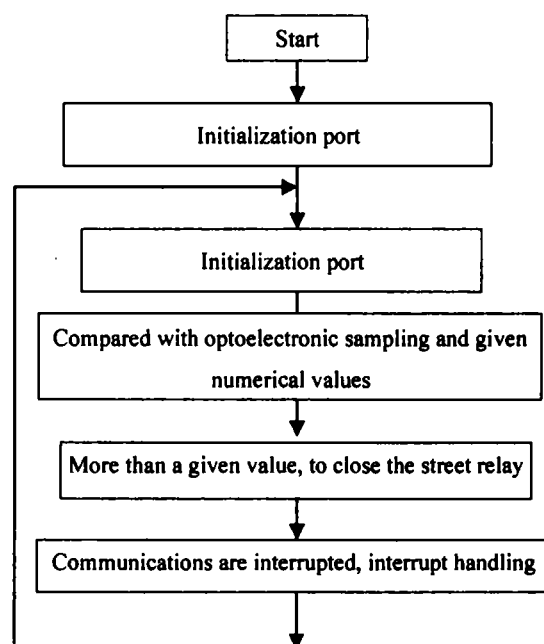 Start
Initialization port
Initialization port
Compared with optoelectronic sampling and given
numerical values
More than a given value, to close the street relay
Communications are interrupted, interrupt handling